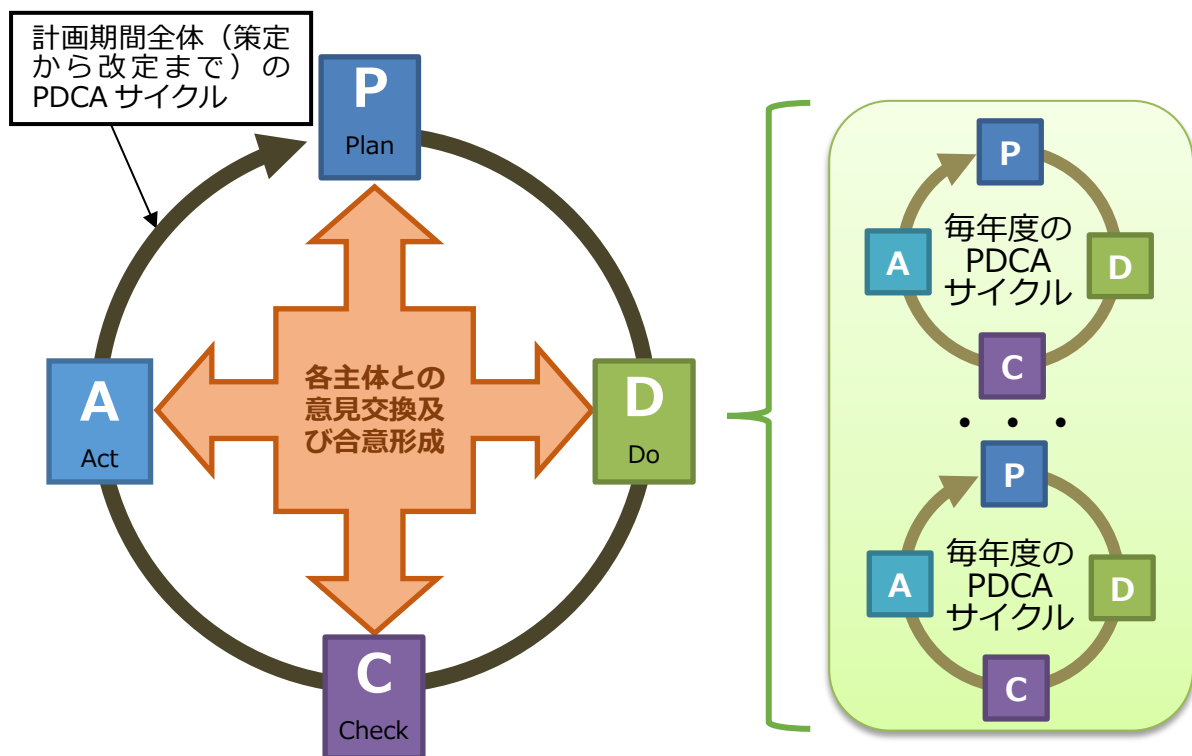 計画期間全体（策定
から改定まで）の
PDCA サイクル
P
Plan
A
Act
各主体との
意見交換及
び合意形成
D
Do
C
Check
P
A
毎年度の
PDCA
サイクル
D
C
・・・
P
A
毎年度の
PDCA
サイクル
D
C